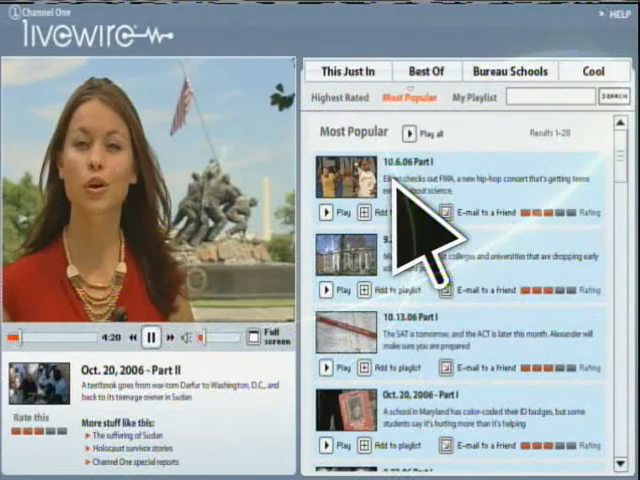 Channel One
livewire
HELP
This Just In
Best Of
Bureau Schools
Cool
Highest Rated
Most Popular
My Playlist
SEARCH
Most Popular
Play all
Results 1-20
10.6.06 Part I
checks out FMA, a new hip-hop concert that's getting teens
about science.
Play
Add to
E-mail to a friend
Rating
9.
colleges and universities that are dropping early
Play
Add to playlist
E-mail to a friend
Rating
10.13.06 Part I
The SAT is tomorrow, and the ACT is later this month. Alexander will
make sure you are prepared
Play
Add to playlist
E-mail to a friend
Rating
Oct. 20, 2006 - Part I
A school in Maryland has color-coded their ID badges, but some
students say it's hurting more than it's helping
Play
Add to playlist
E-mail to a friend
Rating
4:20
Full
screen
Oct. 20, 2006 - Part II
A textbook goes from war-torn Darfur to Washington, D.C., and
back to its teenage owner in Sudan
Rate this
More stuff like this:
The suffering of Sudan
Holocaust survivor stories
Channel One special reports